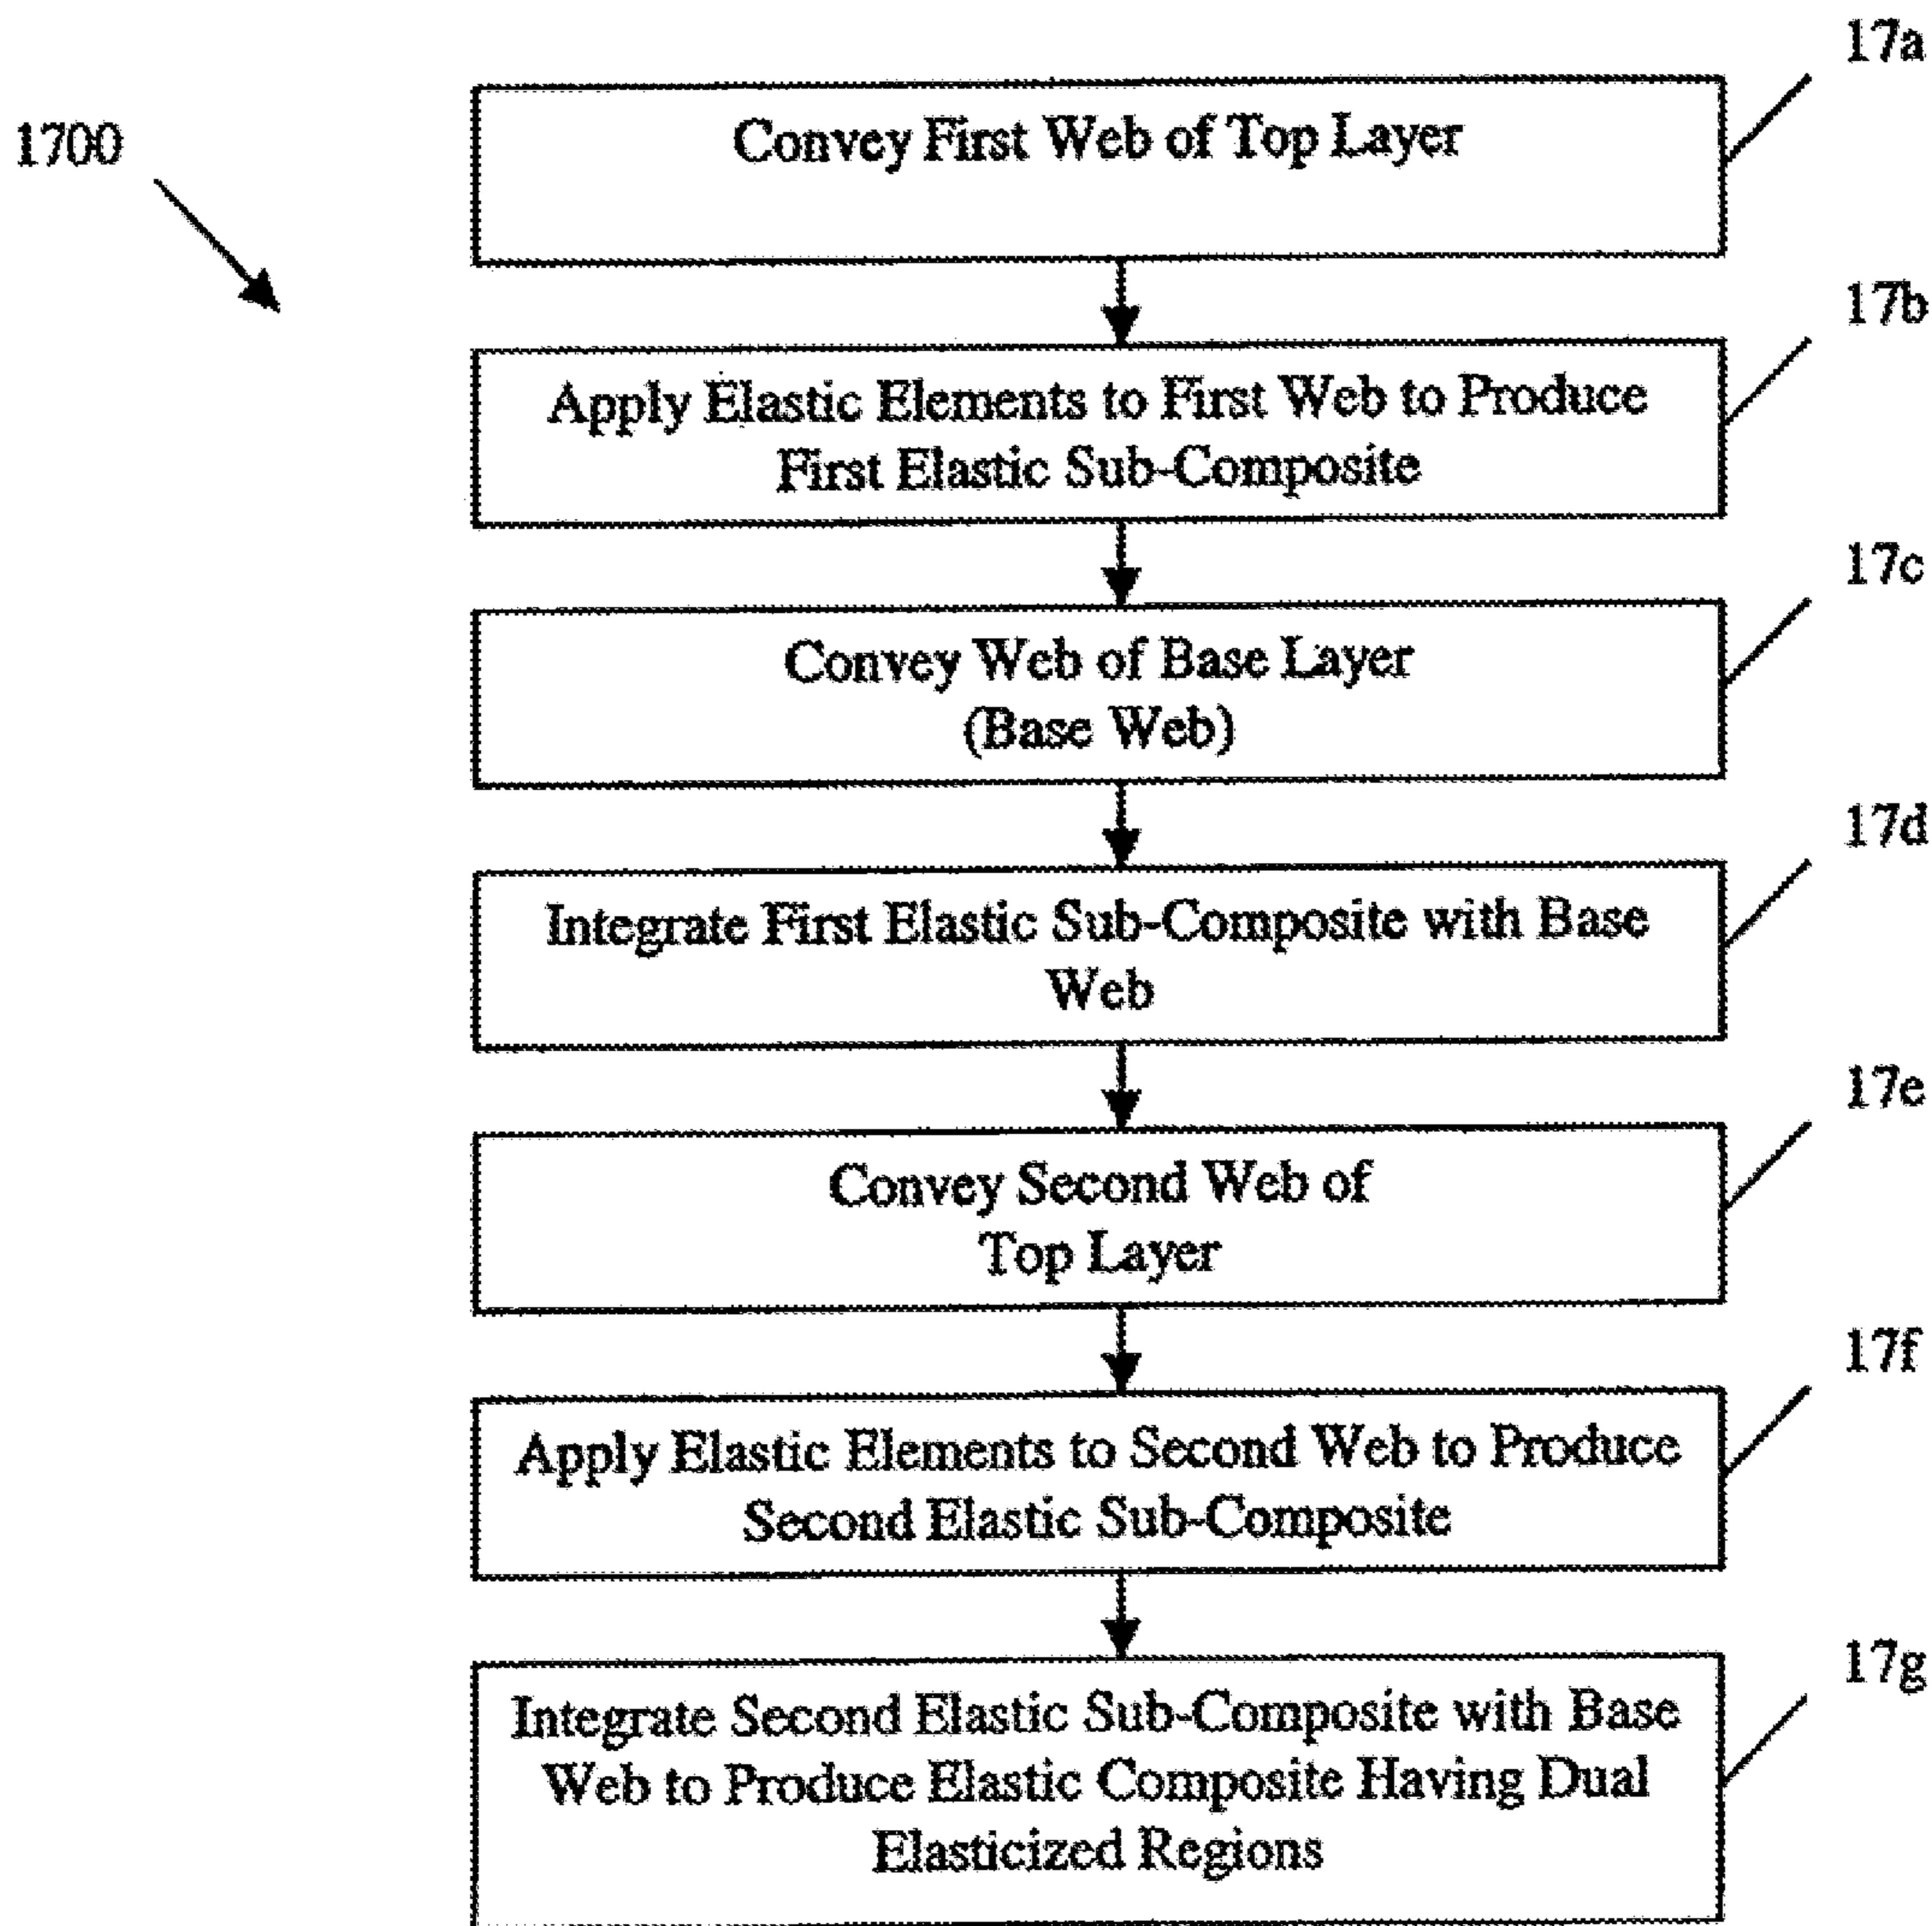 17a
1700
Convey First Web of Top Layer
17b
Apply Elastic Elements to First Web to Produce
First Elastic Sub-Composite
17c
Convey Web of Base Layer
(Base Web)
17d
Integrate First Elastic Sub-Composite with Base
Web
17e
Convey Second Web of
Top Layer
17f
Apply Elastic Elements to Second Web to Produce
Second Elastic Sub-Composite
17g
Integrate Second Elastic Sub-Composite with Base
Web to Produce Elastic Composite Having Dual
Elasticized Regions